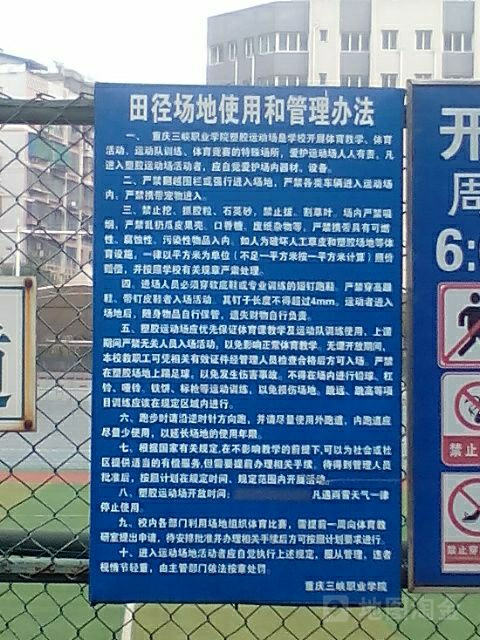 田径场地使用和管理办法
一、重庆三峡职业学院塑胶运动场是学校开展体育教学、体育
活动、运动队训练、体育竞赛的特殊场所，爱护运动场人人有责，凡
进入塑胶运动场活动者，应自觉爱护场内器材、设备。
二、严禁翻越围栏或强行进入场地，严禁各类车辆进入运动场
内，严禁携带宠物进入。
三、禁止挖、抓胶粒、石英砂，禁止拔、割草叶，场内严禁吸
烟，严禁乱扔瓜皮果壳、口香糖、废纸杂物等，严禁携带具有可燃
性、腐蚀性、污染性物品入内，如人为破坏人工草皮和塑胶场地等体
育设施，一律以平方米为单位（不足一平方米按一平方米计算）照价
赔偿，并按照学校有关规章严肃处理。
四、进场人员必须穿软底鞋或专业训练的短钉跑鞋，严禁穿高跟
鞋、带钉皮鞋者入场活动，其钉子长度不得超过4mm。运动者进入
场地后，随身物品自行保管，遗失财物自行负责。
五、塑胶运动场应优先保证体育课教学及运动队训练使用，上课
期间严禁无关人员入场活动，以免影响正常体育教学。无课开放期间，
本校教职工可凭相关有效证件经管理人员检查合格后方可入场。严禁
在塑胶场地上踢足球，以免发生伤害事故。不得在场内进行铅球、杠
铃、哑铃、铁饼、标枪等运动训练，以免损伤场地。跳远、跳高等项
目训练应该在规定区域内进行。
六、跑步时请沿逆时针方向跑，并请尽量使用外跑道，内跑道应
尽量少使用，以延长场地的使用年限。
七、根据国家有关规定，在不影响教学的前提下，可以为社会或社
区提供适当的有偿服务，但需要提前办理相关手续，待得到管理人员
批准后，按照计划在规定时间、规定范围内开展活动。
八、塑胶运动场开放时间： 凡遇雨雪天气一律
停止使用。
九、校内各部门利用场地组织体育比赛，需提前一周向体育教
研室提出申请，待安排批准并办理相关手续后方可按照计划要求进行。
十、进入运动场地活动者应自觉执行上述规定，服从管理，违者
视情节轻重，由主管部门依法按章处罚。
重庆三峡职业学院
开
周
6:
禁止
禁止穿
地图淘金